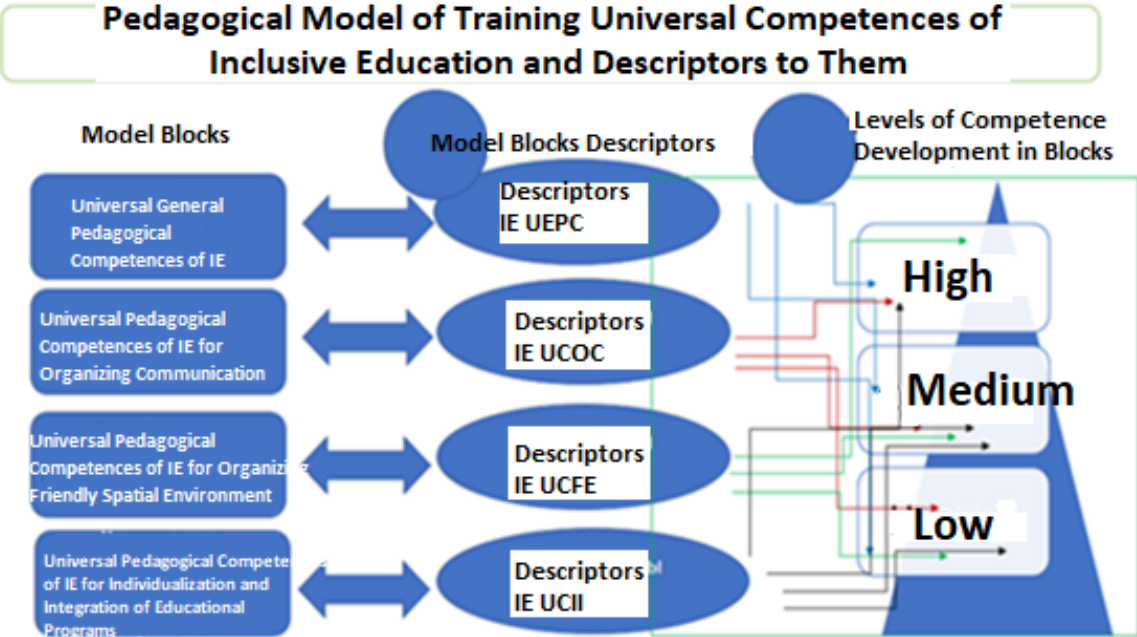 Pedagogical Model of Training Universal Competences of
Inclusive Education and Descriptors to Them
Model Blocks
Model Blocks Descriptors
Levels of Competence
Development in Blocks
Universal General
Pedagogical
Competences of IE
Descriptors
IE UEPC
High
Universal Pedagogical
Competences of IE for
Organizing Communication
Descriptors
IE UCOC
Medium
Universal Pedagogical
Competences of IE for Organizing
Friendly Spatial Environment
Descriptors
IE UCFE
Low
Universal Pedagogical
of IE for Individualization and
Integration of Educational
Programs
Descriptors
IE UCII